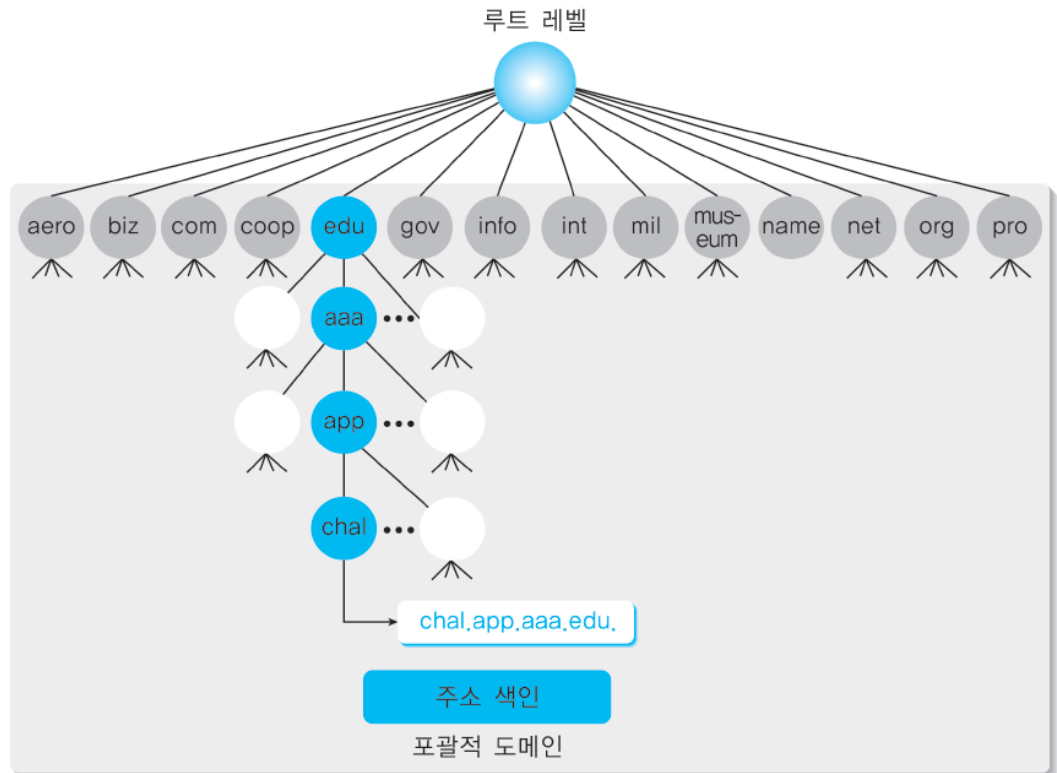 루트 레벨
aero biz com coop edu gov info int mil mus-
eum name net org pro
aaa •••
app •••
chal •••
chal.app.aaa.edu.
주소 색인
포괄적 도메인